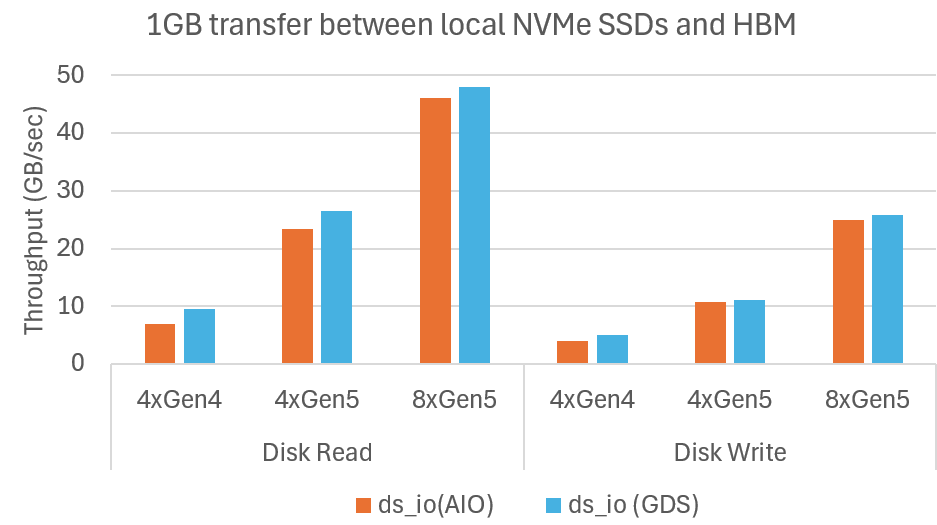 1GB transfer between local NVMe SSDs and HBM
Throughput (GB/sec)
50
40
30
20
10
0
4xGen4 4xGen5 8xGen5 4xGen4 4xGen5 8xGen5
Disk Read Disk Write
ds_io(AIO) ds_io (GDS)